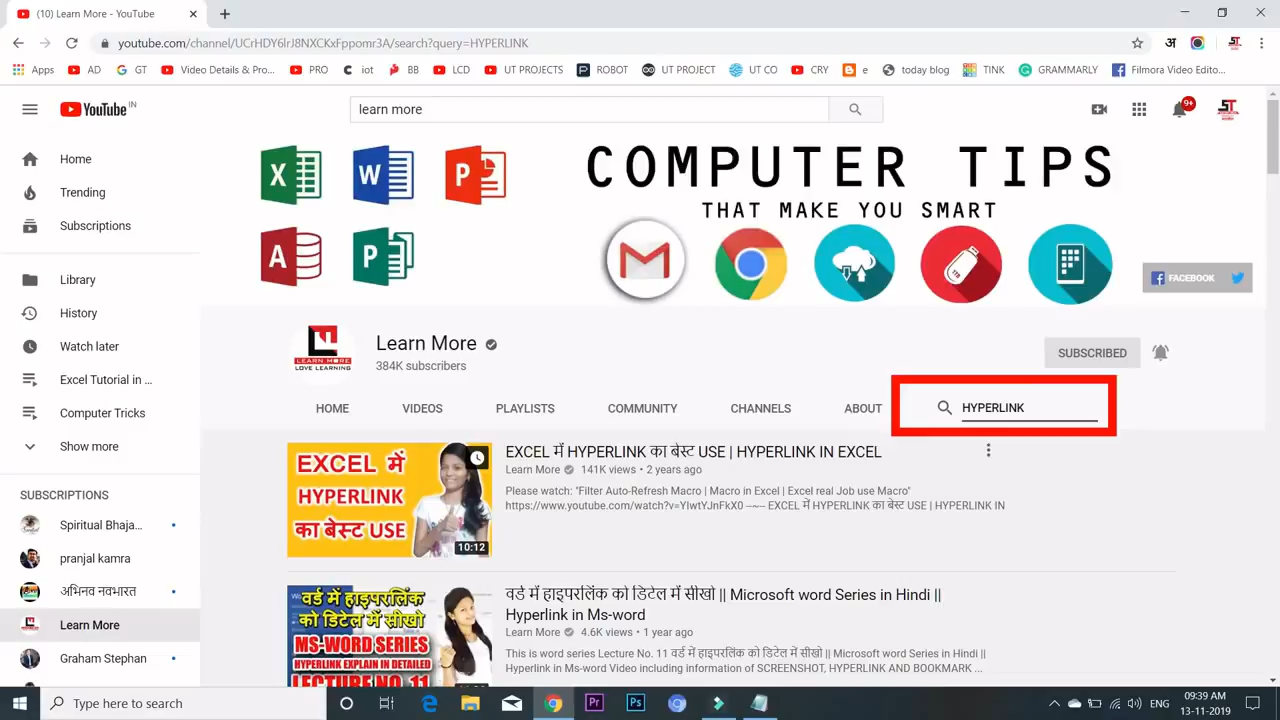 (10) Learn More - YouTube
youtube.com/channel/UCrHDY6lrJ8NXCKxFppomr3A/search?query=HYPERLINK
अ
Apps AD GT Video Details & Pro... PRO iot BB LCD UT PROJECTS ROBOT UT PROJECT UT CO CRY e today blog TINK GRAMMARLY Filmora Video Edito...
YouTube IN
learn more
9+
Home
Trending
Subscriptions
Library
History
Watch later
Excel Tutorial in ...
Computer Tricks
Show more
SUBSCRIPTIONS
Spiritual Bhaja...
pranjal kamra
अभिनव नवभारत
Learn More
Graham Stephan
COMPUTER TIPS
THAT MAKE YOU SMART
X W P
A P
1TB
FACEBOOK
LEARN MORE
LOVE LEARNING
Learn More
384K subscribers
SUBSCRIBED
HOME VIDEOS PLAYLISTS COMMUNITY CHANNELS ABOUT HYPERLINK
EXCEL में
HYPERLINK
का बेस्ट USE
10:12
EXCEL में HYPERLINK का बेस्ट USE | HYPERLINK IN EXCEL
Learn More 141K views • 2 years ago
Please watch: "Filter Auto-Refresh Macro | Macro in Excel | Excel real Job use Macro"
https://www.youtube.com/watch?v=YlwtYJnFkX0 --~-- EXCEL में HYPERLINK का बेस्ट USE | HYPERLINK IN
वर्ड में हाइपरलिंक
को डिटेल में सीखो
MS-WORD SERIES
HYPERLINK EXPLAIN IN DETAILED
LECTURE NO. 11
वर्ड में हाइपरलिंक को डिटेल में सीखो || Microsoft word Series in Hindi ||
Hyperlink in Ms-word
Learn More 4.6K views • 1 year ago
This is word series Lecture No. 11 वर्ड में हाइपरलिंक को डिटेल में सीखो || Microsoft word Series in Hindi ||
Hyperlink in Ms-word Video including information of SCREENSHOT, HYPERLINK AND BOOKMARK ...
Type here to search
Pr Ps
ENG
09:39 AM
13-11-2019